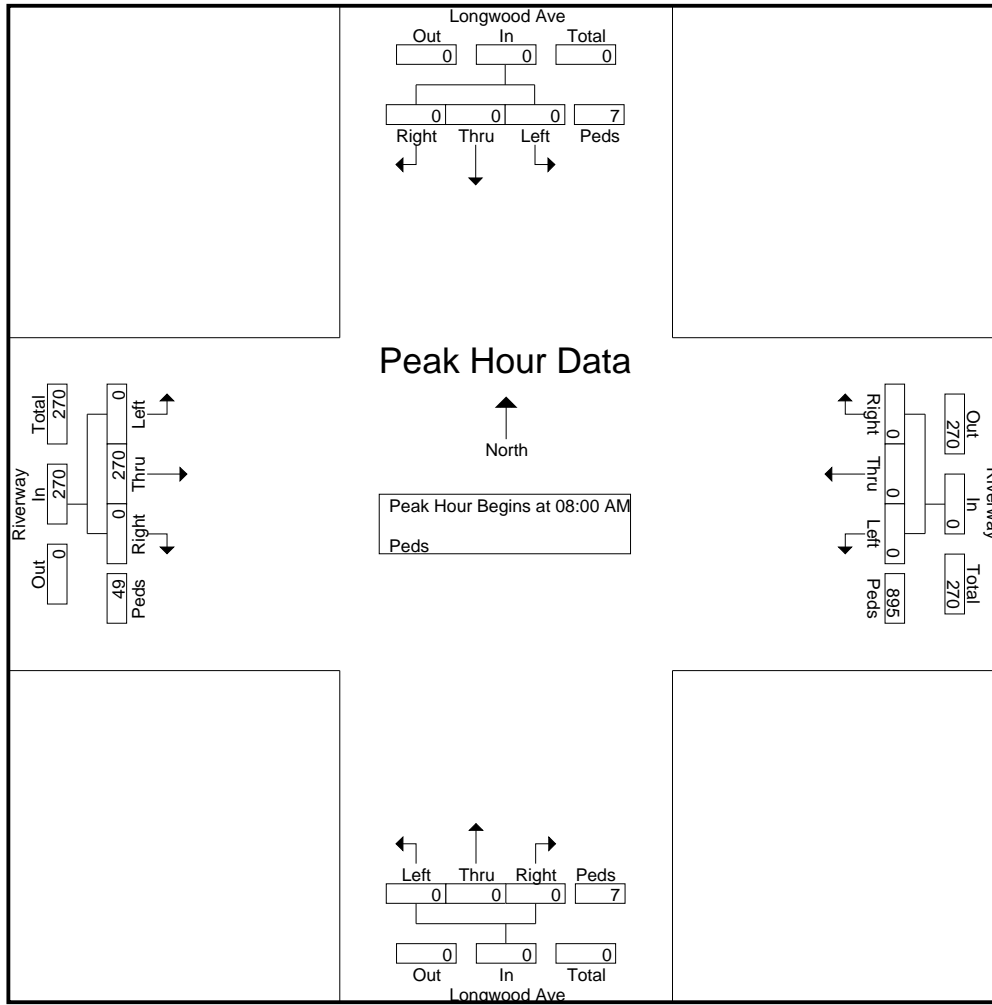 Longwood Ave
Out In Total
0 0 0
0 0 0 7
Right Thru Left Peds
Peak Hour Data
North
Peak Hour Begins at 08:00 AM
Peds
Riverway
Total In Out
270 270 0
0 270 0 49
Left Thru Right Peds
Riverway
Out In Total
270 0 270
0 0 0 895
Right Thru Left Peds
Left Thru Right Peds
0 0 0 7
0 0 0
Out In Total
Longwood Ave